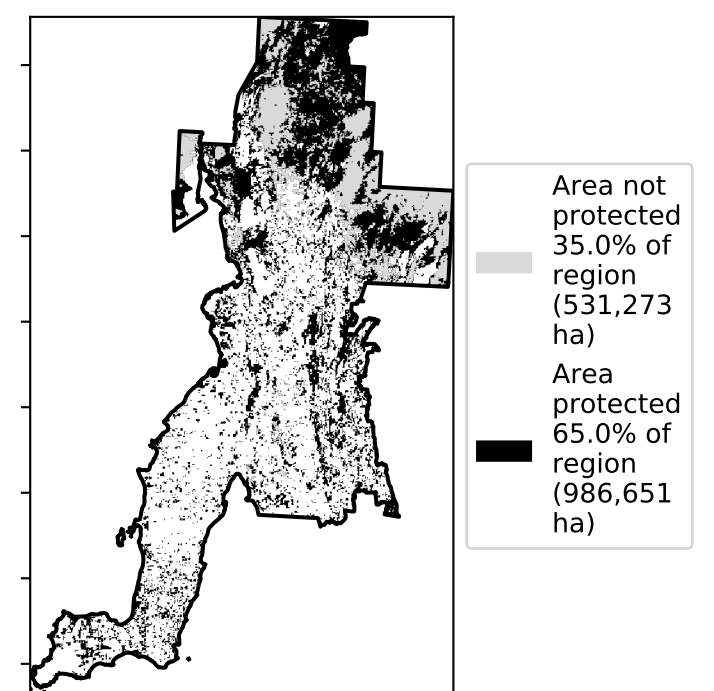 Area not
protected
35.0% of
region
(531,273
ha)
Area
protected
65.0% of
region
(986,651
ha)